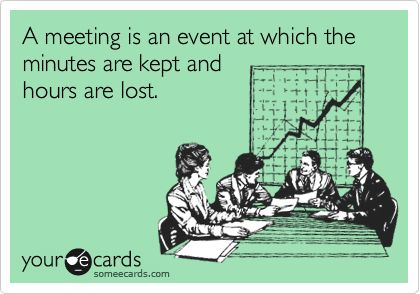 A meeting is an event at which the
minutes are kept and
hours are lost.
your e cards
someecards.com